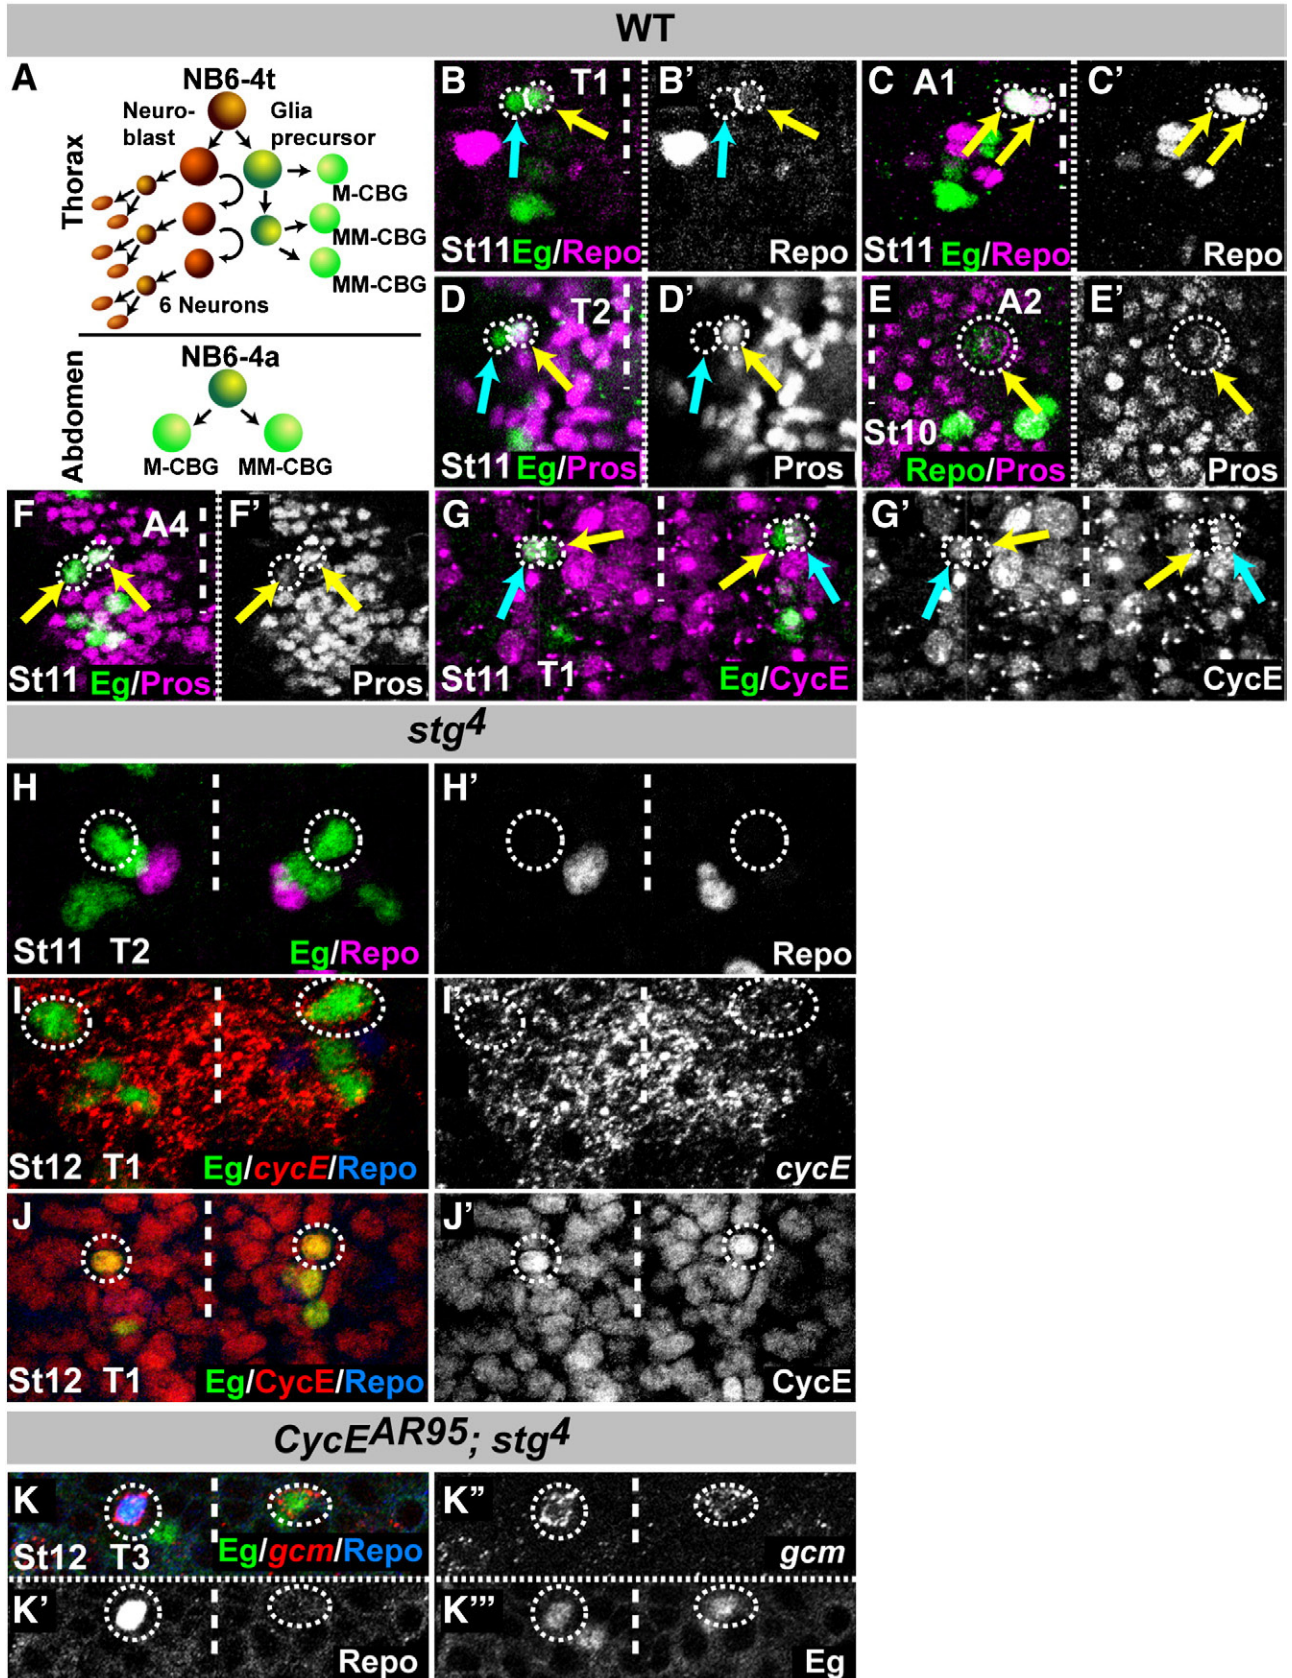 WT
A
NB6-4t
Neuro-
blast
Glia
precursor
Thorax
M-CBG
MM-CBG
MM-CBG
6 Neurons
NB6-4a
Abdomen
M-CBG
MM-CBG
B
T1
St11
Eg/Repo
B'
Repo
C
A1
St11
Eg/Repo
C'
Repo
D
T2
St11
Eg/Pros
D'
Pros
E
A2
St10
Repo/Pros
E'
Pros
F
A4
St11
Eg/Pros
F'
Pros
G
St11
T1
Eg/CycE
G'
CycE
stg4
H
St11
T2
Eg/Repo
H'
Repo
I
St12
T1
Eg/cycE/Repo
I'
cycE
J
St12
T1
Eg/CycE/Repo
J'
CycE
CycEAR95; stg4
K
St12
T3
Eg/gcm/Repo
K''
gcm
K'
Repo
K'''
Eg